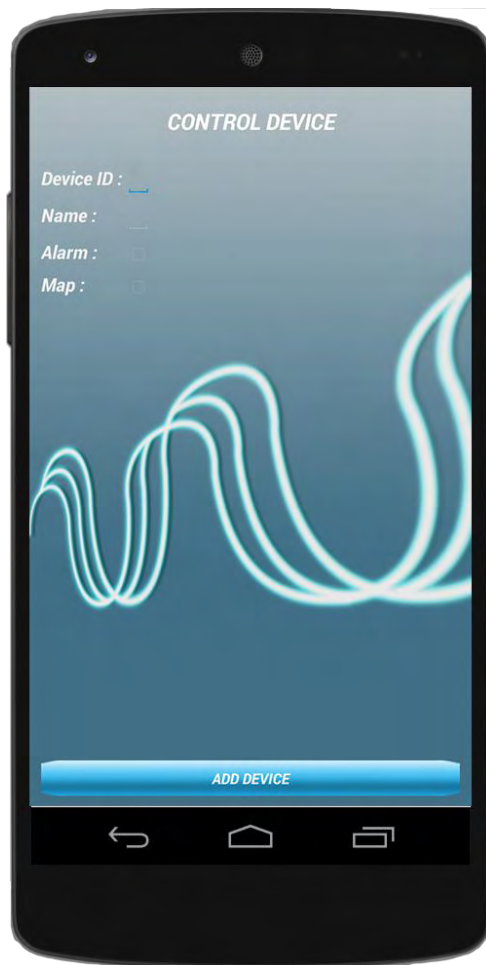 CONTROL DEVICE
Device ID :
Name :
Alarm :
Map :
ADD DEVICE